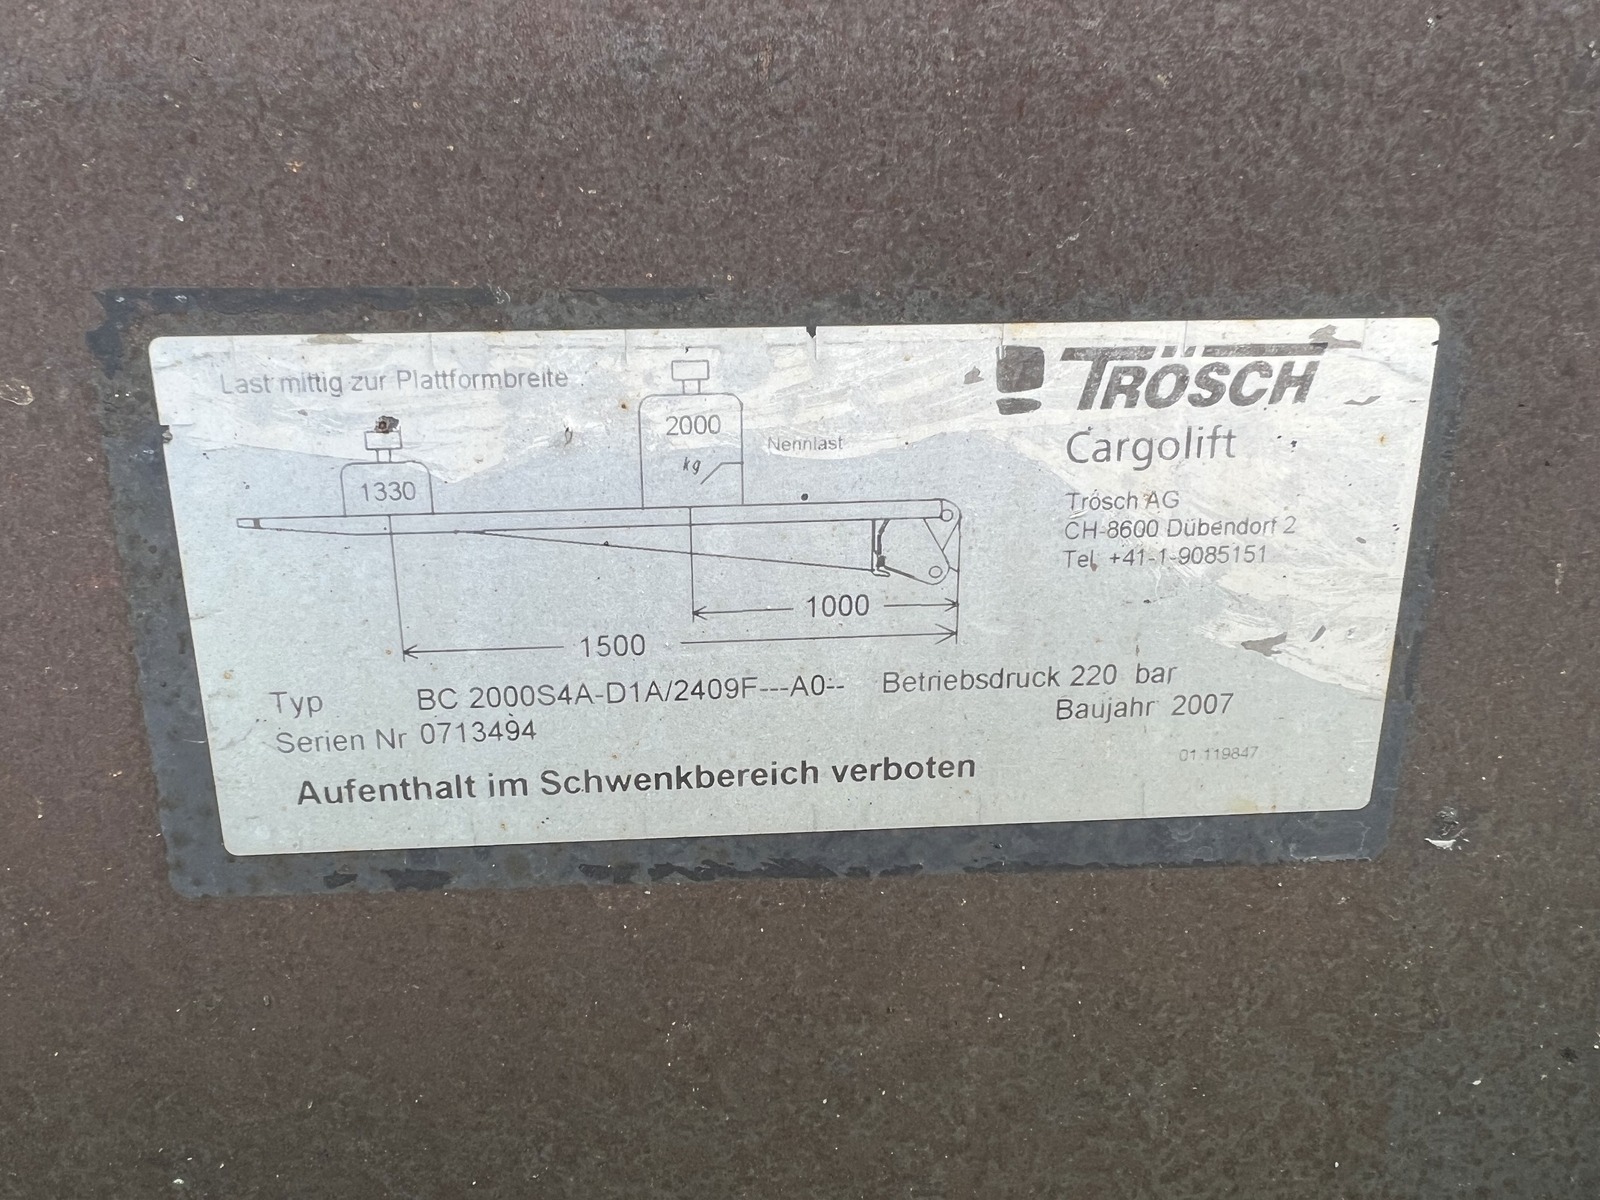 Last mittig zur Plattformbreite
TRÖSCH
Cargolift
2000
kg
Nennlast
1330
Trösch AG
CH-8600 Dübendorf 2
Tel. +41-1-9085151
1000
1500
Typ BC 2000S4A-D1A/2409F---A0-- Betriebsdruck 220 bar
Serien Nr 0713494 Baujahr 2007
Aufenthalt im Schwenkbereich verboten
01 119847